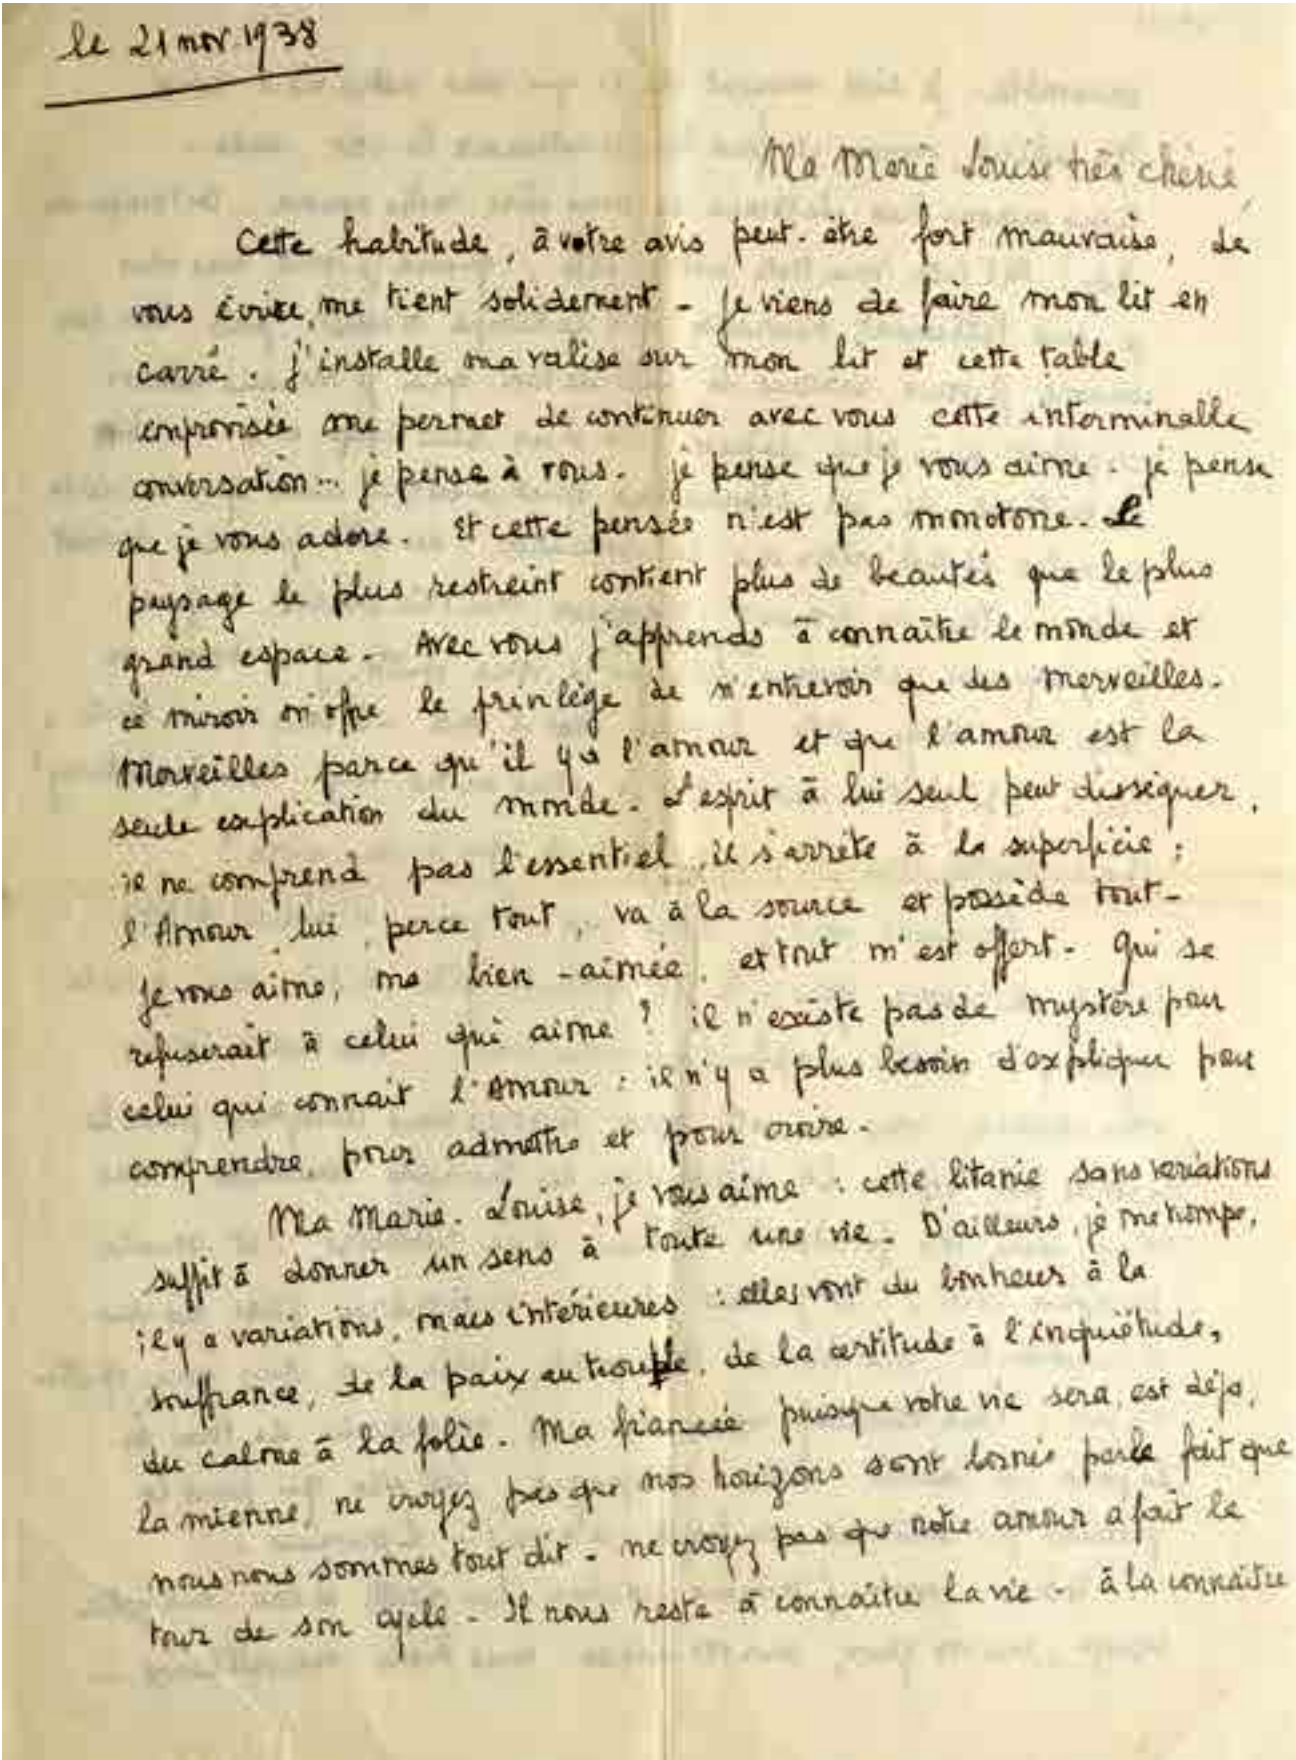 le 21 nov. 1938
Ma Marie Louise très chérie,
Cette habitude, à votre avis peut-être fort mauvaise, de
vous écrire, me tient solidement - je viens de faire mon lit en
carré. j'installe ma valise sur mon lit et cette table
improvisée me permet de continuer avec vous cette interminable
conversation... je pense à vous. je pense que je vous aime. je pense
que je vous adore. Et cette pensée n'est pas monotone. Le
paysage le plus restreint contient plus de beautés que le plus
grand espace. Avec vous j'apprends à connaître le monde et
ce miroir m'offre le privilège de n'entrevoir que des merveilles.
Merveilles parce qu'il y a l'amour et que l'amour est la
seule explication du monde. L'esprit à lui seul peut disséquer,
il ne comprend pas l'essentiel, il s'arrête à la superficie ;
l'Amour, lui, perce tout, va à la source et possède tout -
Je vous aime, ma bien-aimée, et tout m'est offert. Qui se
refuserait à celui qui aime ? il n'existe pas de mystère pour
celui qui connait l'Amour : il n'y a plus besoin d'expliquer pour
comprendre, pour admettre et pour croire.
Ma Marie-Louise, je vous aime : cette litanie sans variations
suffit à donner un sens à toute une vie. D'ailleurs, je me trompe,
il y a variations, mais intérieures : elles vont du bonheur à la
souffrance, de la paix au trouble, de la certitude à l'inquiétude,
du calme à la folie. Ma fiancée puisque votre vie sera, est déjà,
la mienne, ne croyez pas que nos horizons sont bornés par le fait que
nous nous sommes tout dit - ne croyez pas que notre amour a fait le
tour de son cycle - Il nous reste à connaître la vie - à la connaître